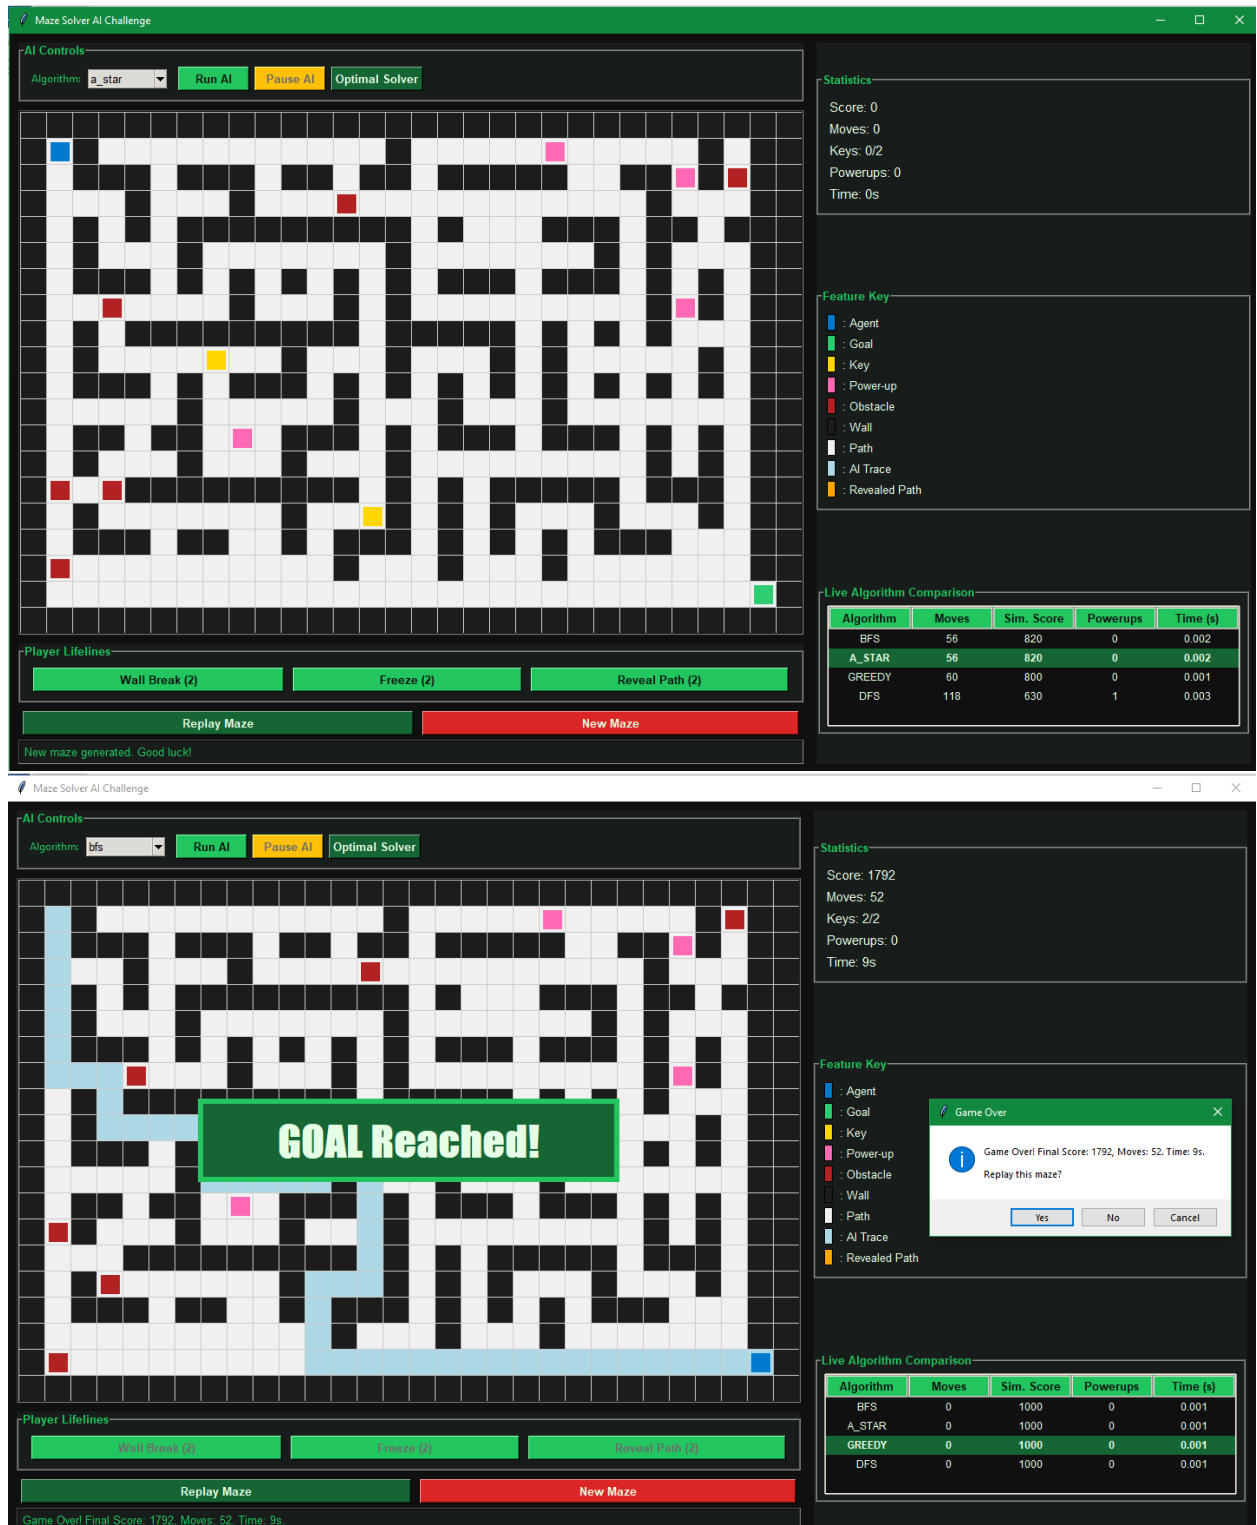 Maze Solver AI Challenge
AI Controls
Algorithm: a_star Run AI Pause AI Optimal Solver
Statistics
Score: 0
Moves: 0
Keys: 0/2
Powerups: 0
Time: 0s
Feature Key
: Agent
: Goal
: Key
: Power-up
: Obstacle
: Wall
: Path
: AI Trace
: Revealed Path
Live Algorithm Comparison
Algorithm Moves Sim. Score Powerups Time (s)
BFS 56 820 0 0.002
A_STAR 56 820 0 0.002
GREEDY 60 800 0 0.001
DFS 118 630 1 0.003
Player Lifelines
Wall Break (2) Freeze (2) Reveal Path (2)
Replay Maze New Maze
New maze generated. Good luck!
Maze Solver AI Challenge
AI Controls
Algorithm: bfs Run AI Pause AI Optimal Solver
Statistics
Score: 1792
Moves: 52
Keys: 2/2
Powerups: 0
Time: 9s
GOAL Reached!
Feature Key
: Agent
: Goal
: Key
: Power-up
: Obstacle
: Wall
: Path
: AI Trace
: Revealed Path
Game Over
Game Over! Final Score: 1792, Moves: 52. Time: 9s.
Replay this maze?
Yes No Cancel
Live Algorithm Comparison
Algorithm Moves Sim. Score Powerups Time (s)
BFS 0 1000 0 0.001
A_STAR 0 1000 0 0.001
GREEDY 0 1000 0 0.001
DFS 0 1000 0 0.001
Player Lifelines
Wall Break (2) Freeze (2) Reveal Path (2)
Replay Maze New Maze
Game Over! Final Score: 1792, Moves: 52. Time: 9s.